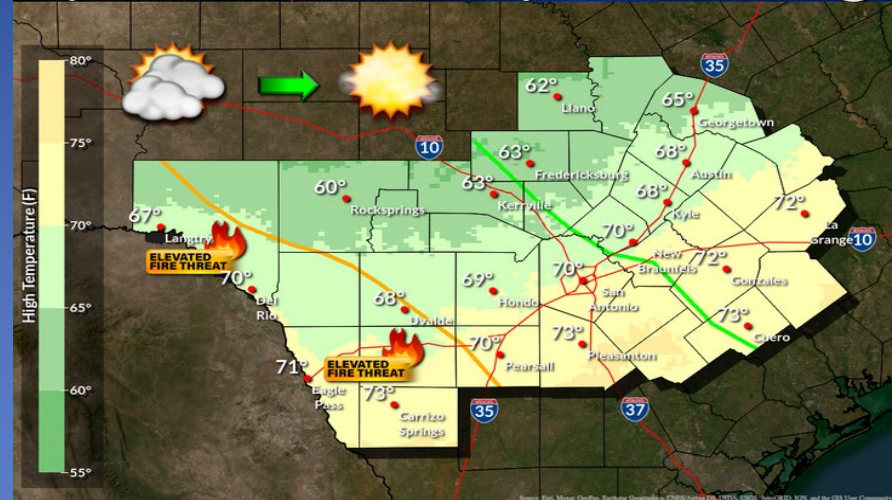 High Temperature (F)
80°
75°
70°
65°
60°
55°
35
62°
Llano
65°
Georgetown
10
63°
Fredericksburg
68°
Austin
60°
Rocksprings
63°
Kerrville
68°
Kyle
72°
La
Grange
10
67°
Langtry
ELEVATED
FIRE THREAT
70°
New
Braunfels
70°
Del
Rio
69°
Hondo
70°
San
Antonio
72°
Gonzales
68°
Uvalde
73°
Cuero
70°
Pearsall
73°
Pleasanton
ELEVATED
FIRE THREAT
71°
Eagle
Pass
73°
Carrizo
Springs
35
37